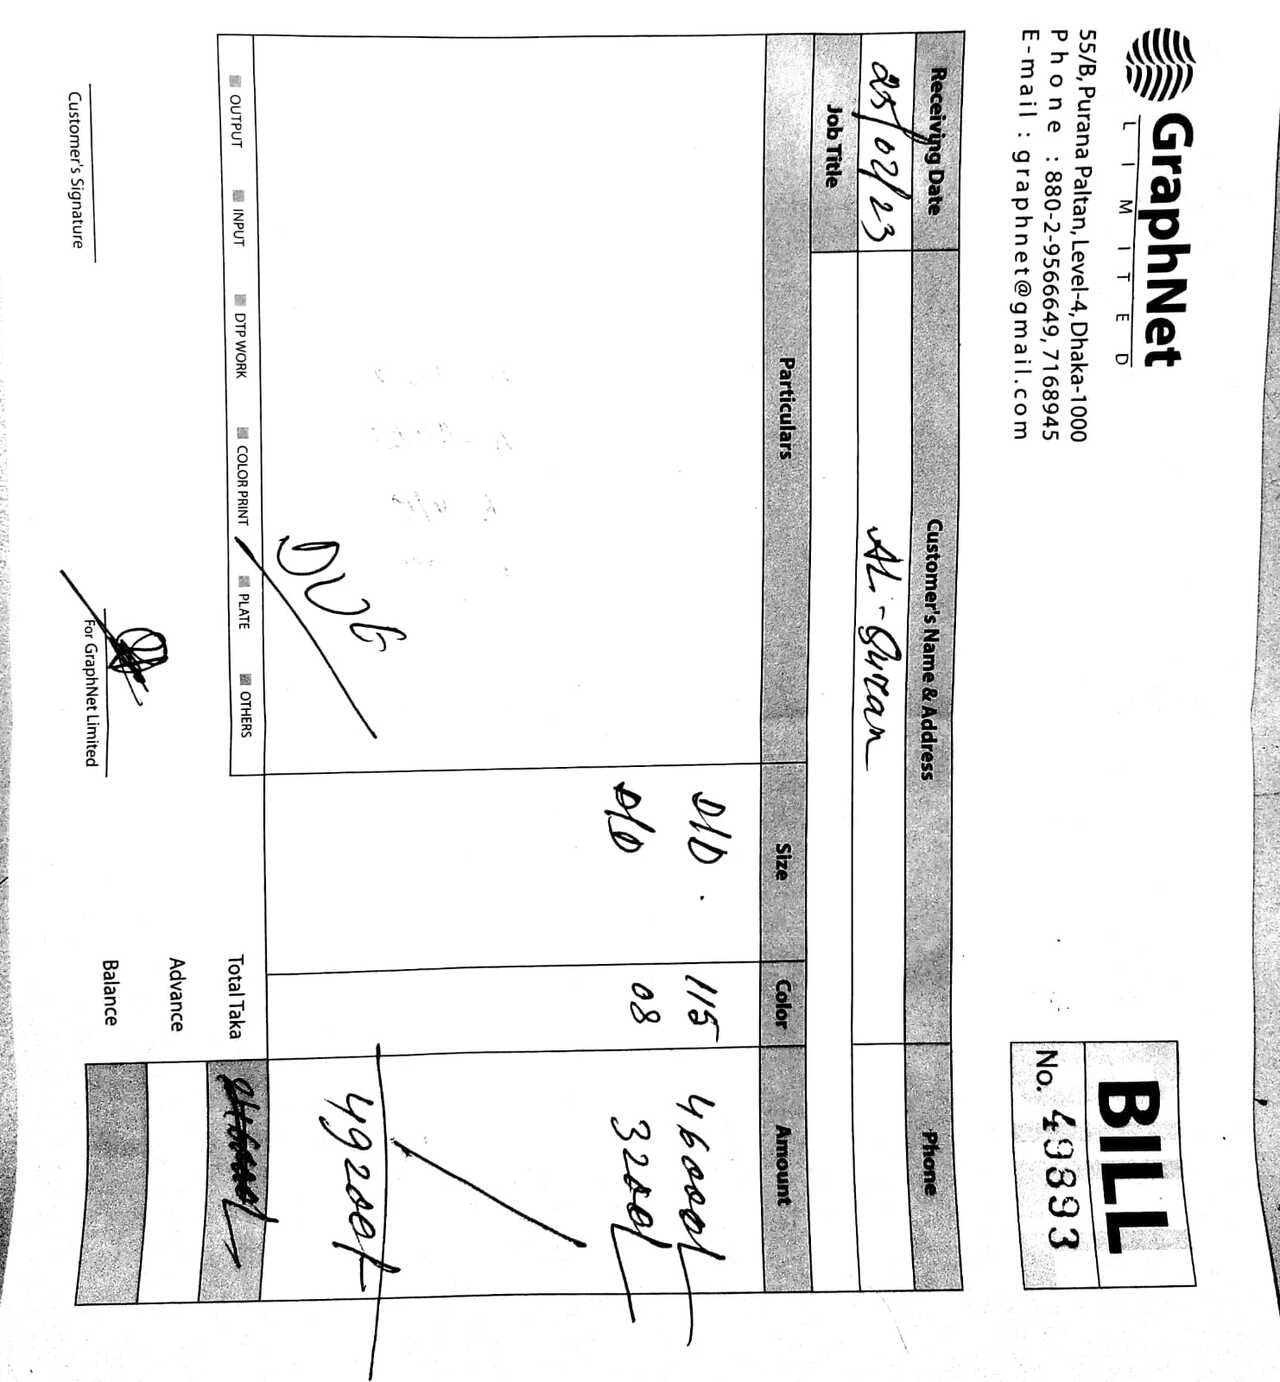 GraphNet
LIMITED
55/B, Purana Paltan, Level-4, Dhaka-1000
Phone : 880-2-9566649, 7168945
E-mail : graphnet@gmail.com
BILL
No. 49893
Receiving Date Customer's Name & Address Phone
25/02/23 AL-Quran
Job Title
Particulars Size Color Amount
D/D. 115 46000/-
D/D 08 3200/-
49200/-
DUE
OUTPUT INPUT DTP WORK COLOR PRINT PLATE OTHERS
Total Taka
Advance
Balance
Customer's Signature
For GraphNet Limited